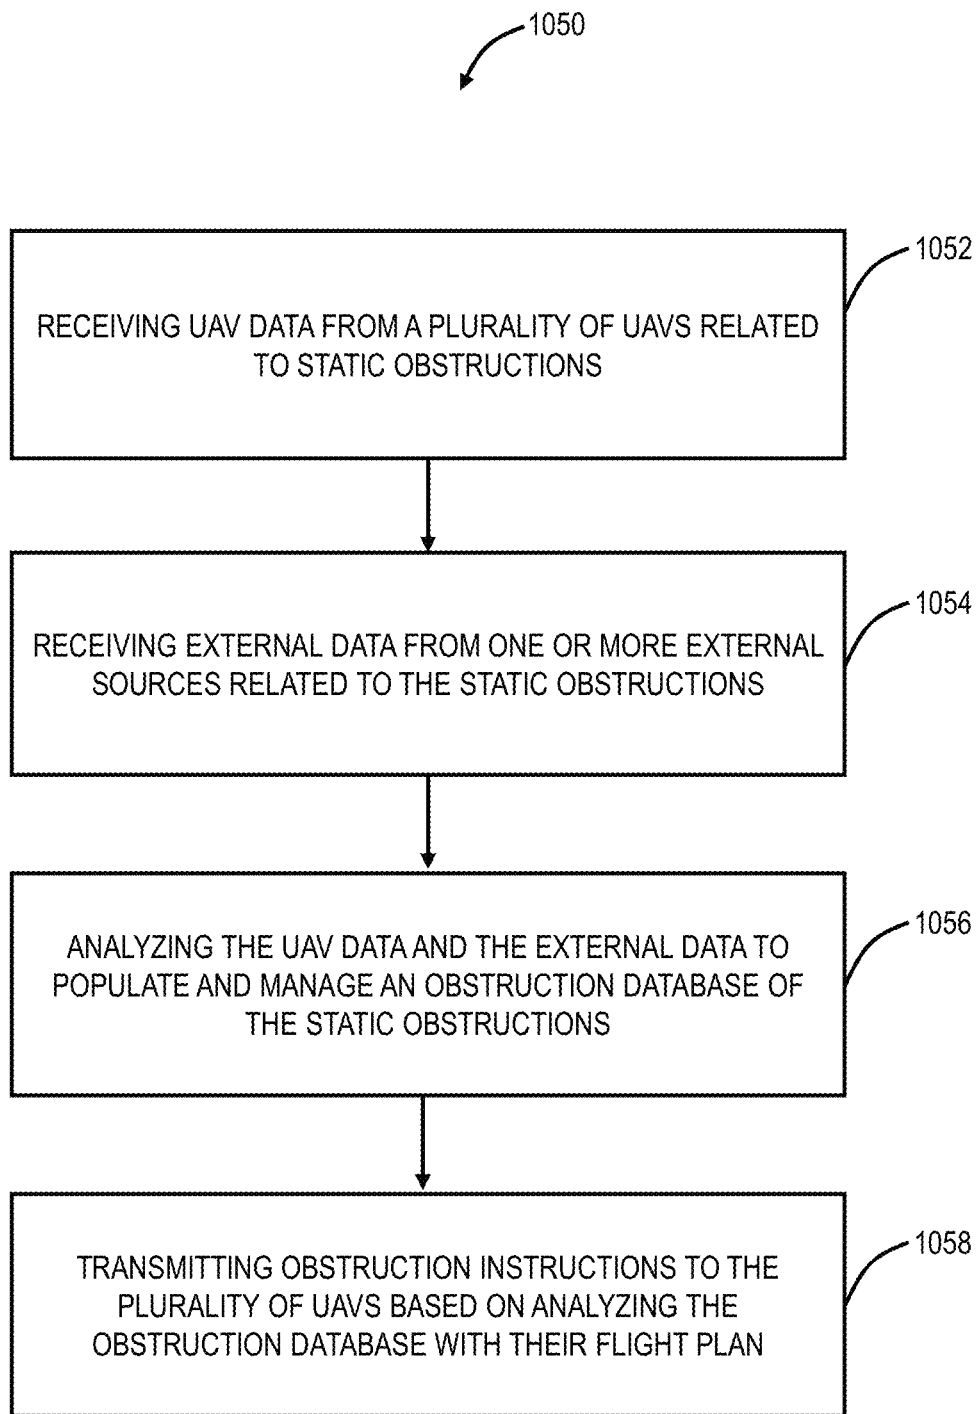 1050
1052
RECEIVING UAV DATA FROM A PLURALITY OF UAVS RELATED
TO STATIC OBSTRUCTIONS
1054
RECEIVING EXTERNAL DATA FROM ONE OR MORE EXTERNAL
SOURCES RELATED TO THE STATIC OBSTRUCTIONS
1056
ANALYZING THE UAV DATA AND THE EXTERNAL DATA TO
POPULATE AND MANAGE AN OBSTRUCTION DATABASE OF
THE STATIC OBSTRUCTIONS
1058
TRANSMITTING OBSTRUCTION INSTRUCTIONS TO THE
PLURALITY OF UAVS BASED ON ANALYZING THE
OBSTRUCTION DATABASE WITH THEIR FLIGHT PLAN